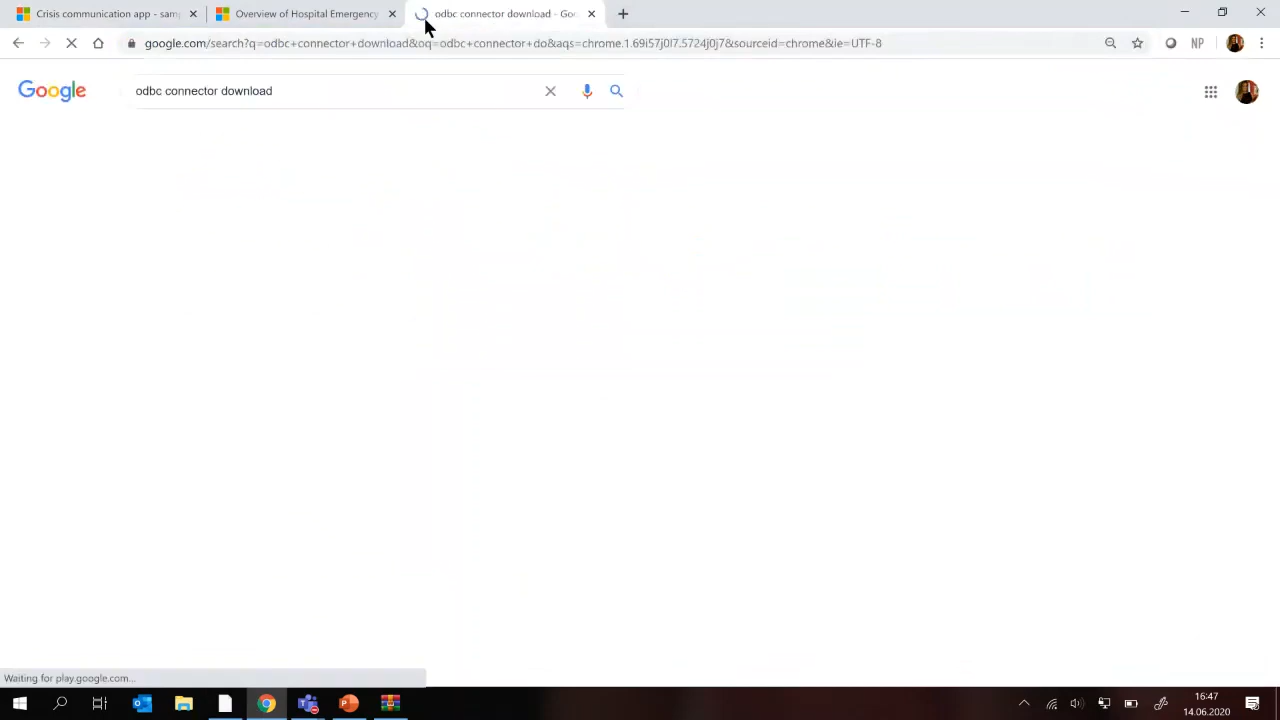 Crisis communication app - samp
Overview of Hospital Emergency
odbc connector download - Goo
google.com/search?q=odbc+connector+download&oq=odbc+connector+do&aqs=chrome.1.69i57j0l7.5724j0j7&sourceid=chrome&ie=UTF-8
NP
Google
odbc connector download
Waiting for play.google.com...
16:47
14.06.2020